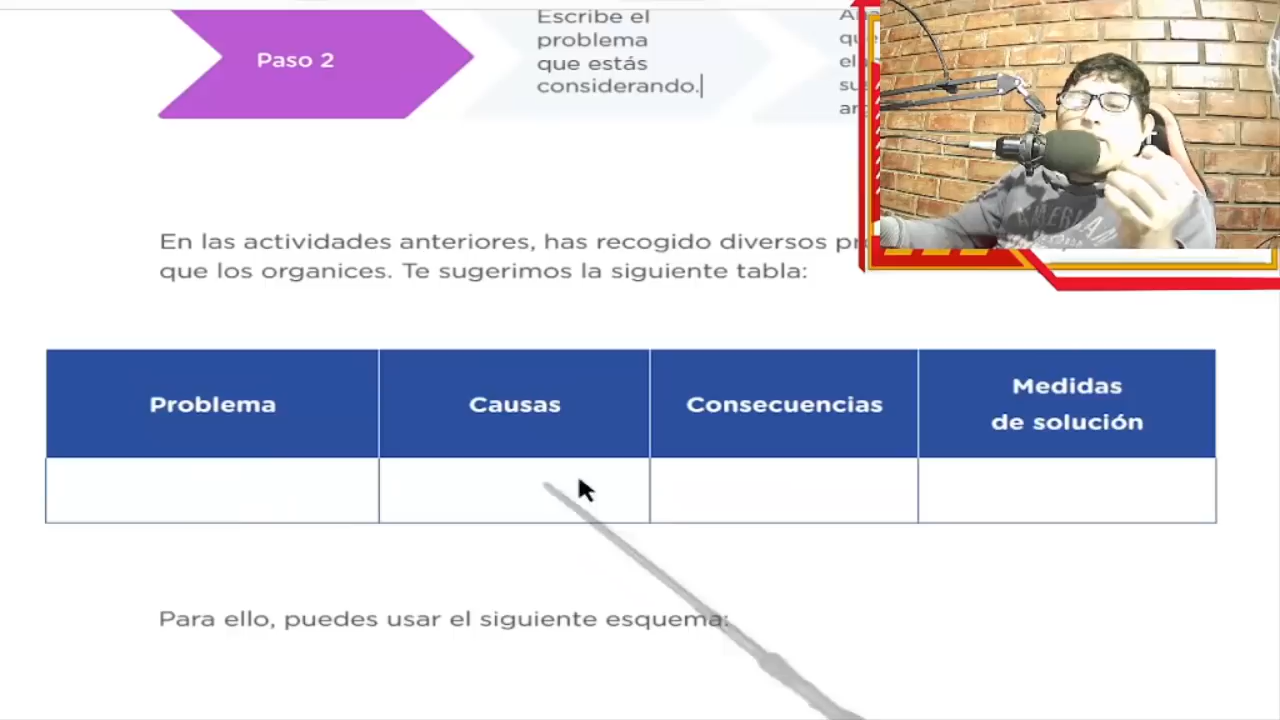 Paso 2
Escribe el
problema
que estás
considerando.
el
En las actividades anteriores, has recogido diversos
que los organices. Te sugerimos la siguiente tabla:
Problema
Causas
Consecuencias
Medidas
de solución
Para ello, puedes usar el siguiente esquema: